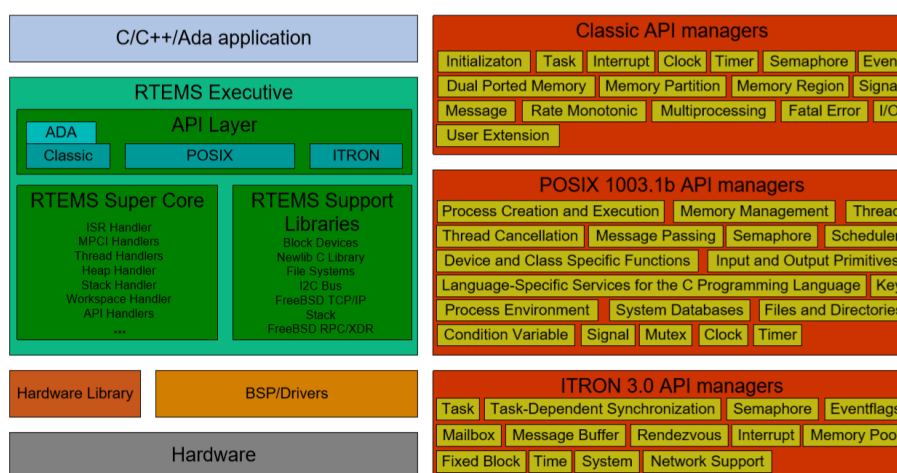 C/C++/Ada application
RTEMS Executive
API Layer
ADA
Classic
POSIX
ITRON
RTEMS Super Core
ISR Handler
MPCI Handlers
Thread Handlers
Heap Handler
Stack Handler
Workspace Handler
API Handlers
...
RTEMS Support
Libraries
Block Devices
Newlib C Library
File Systems
I2C Bus
FreeBSD TCP/IP
Stack
FreeBSD RPC/XDR
Hardware Library
BSP/Drivers
Hardware
Classic API managers
Initializaton Task Interrupt Clock Timer Semaphore Even
Dual Ported Memory Memory Partition Memory Region Signa
Message Rate Monotonic Multiprocessing Fatal Error I/O
User Extension
POSIX 1003.1b API managers
Process Creation and Execution Memory Management Thread
Thread Cancellation Message Passing Semaphore Scheduler
Device and Class Specific Functions Input and Output Primitives
Language-Specific Services for the C Programming Language Key
Process Environment System Databases Files and Directories
Condition Variable Signal Mutex Clock Timer
ITRON 3.0 API managers
Task Task-Dependent Synchronization Semaphore Eventflags
Mailbox Message Buffer Rendezvous Interrupt Memory Poo
Fixed Block Time System Network Support